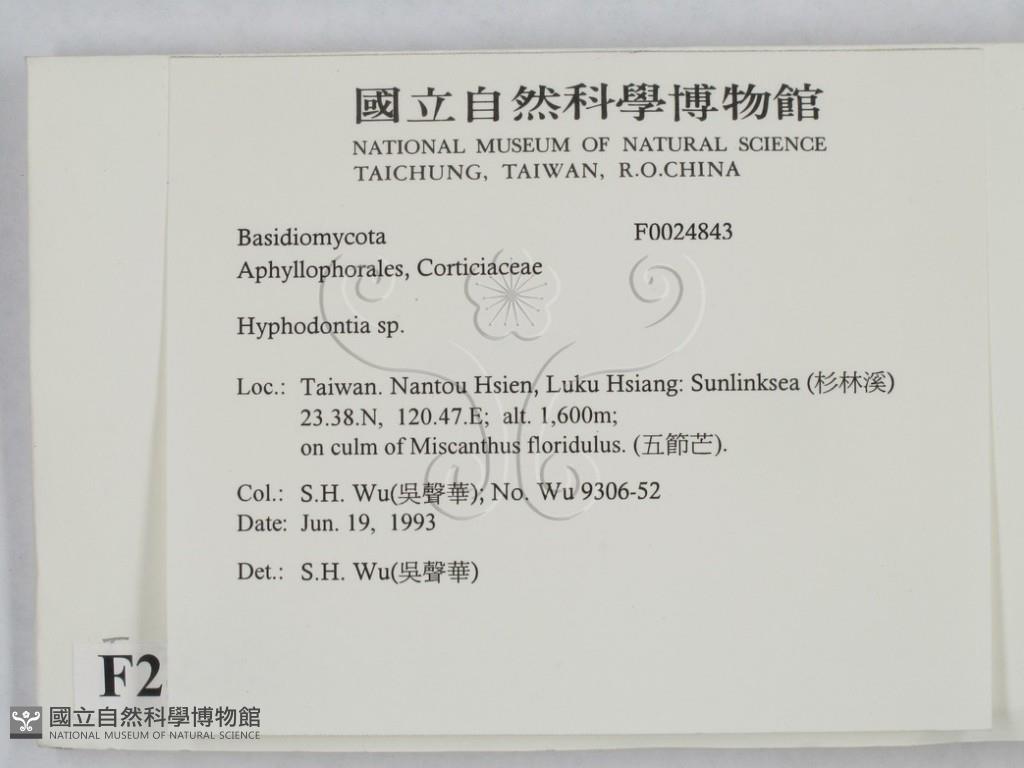 國立自然科學博物館
NATIONAL MUSEUM OF NATURAL SCIENCE
TAICHUNG, TAIWAN, R.O.CHINA
Basidiomycota F0024843
Aphyllophorales, Corticiaceae
Hyphodontia sp.
Loc.: Taiwan. Nantou Hsien, Luku Hsiang: Sunlinksea (杉林溪)
23.38.N, 120.47.E; alt. 1,600m;
on culm of Miscanthus floridulus. (五節芒).
Col.: S.H. Wu(吳聲華); No. Wu 9306-52
Date: Jun. 19, 1993
Det.: S.H. Wu(吳聲華)
F2
國立自然科學博物館
NATIONAL MUSEUM OF NATURAL SCIENCE